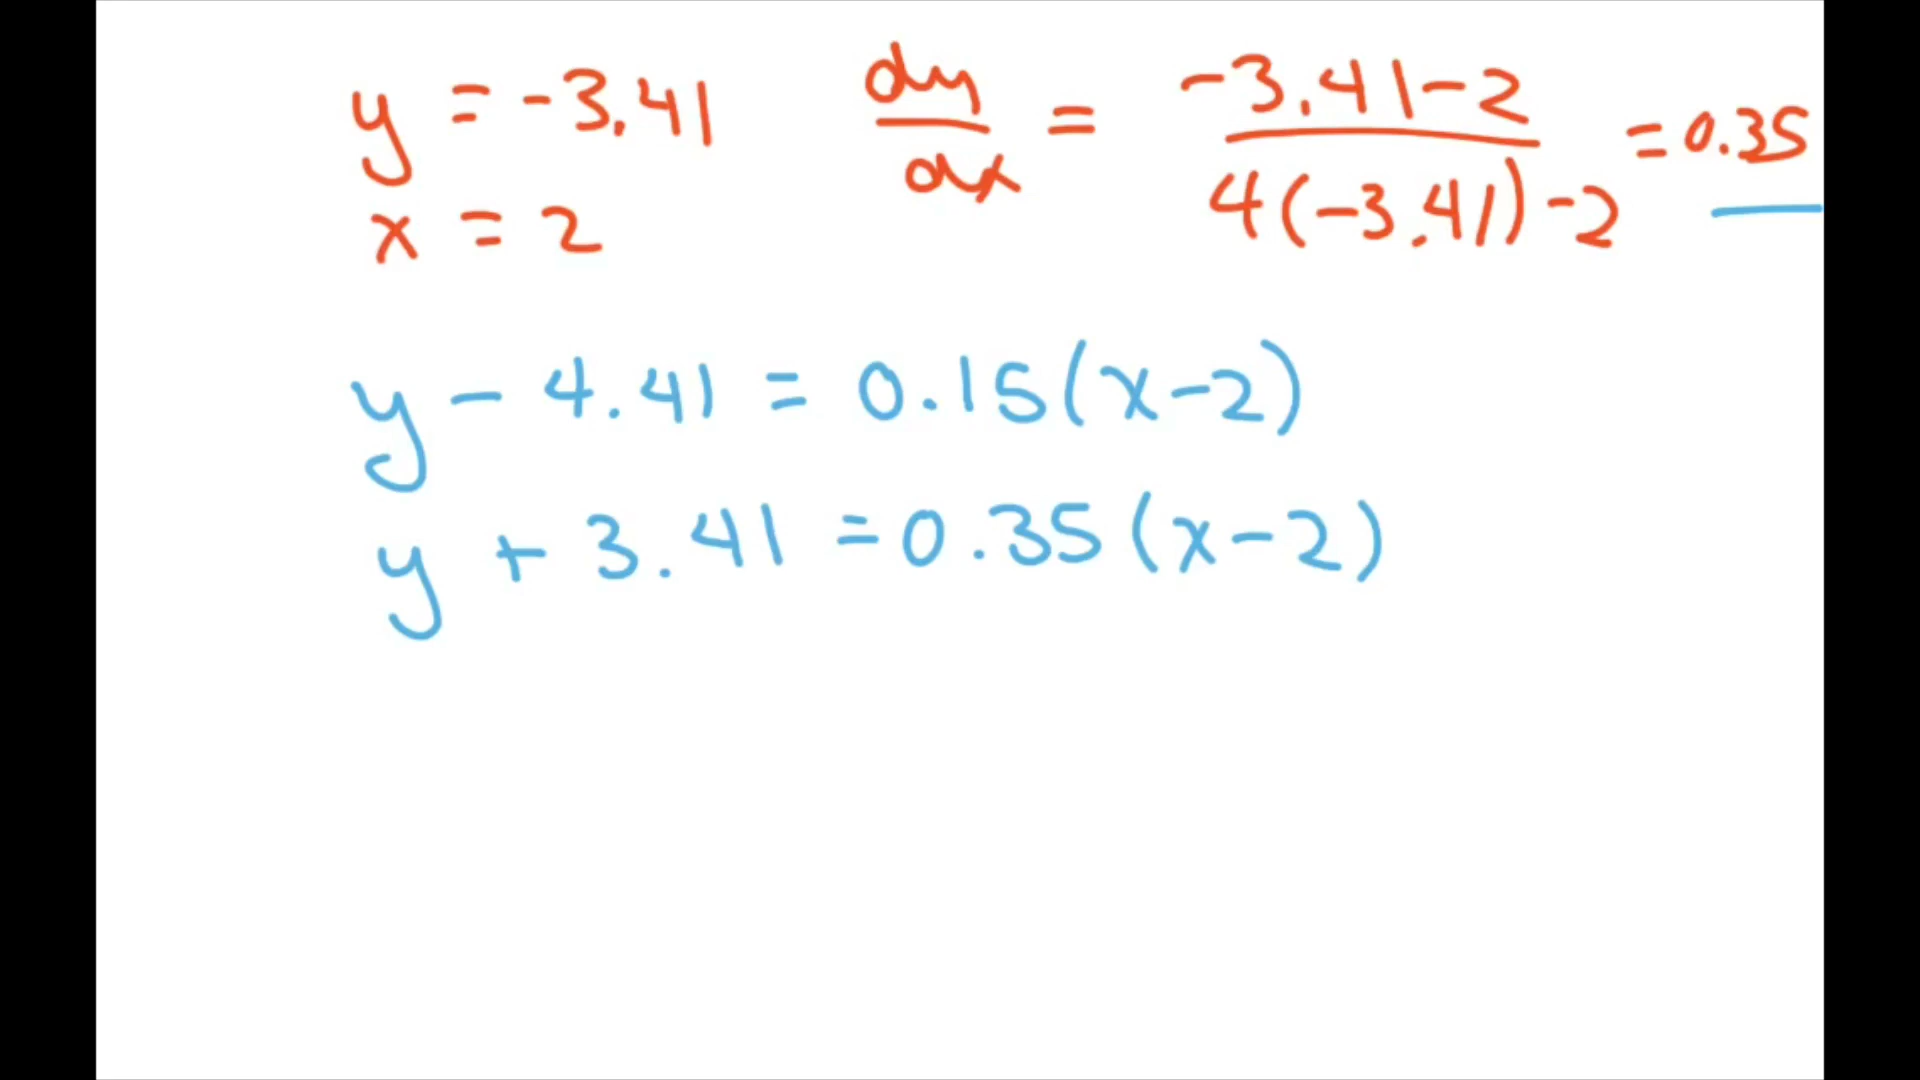 y = -3.41 dy/dx = (-3.41-2)/(4(-3.41)-2) = 0.35
x = 2
y - 4.41 = 0.15(x-2)
y + 3.41 = 0.35(x-2)